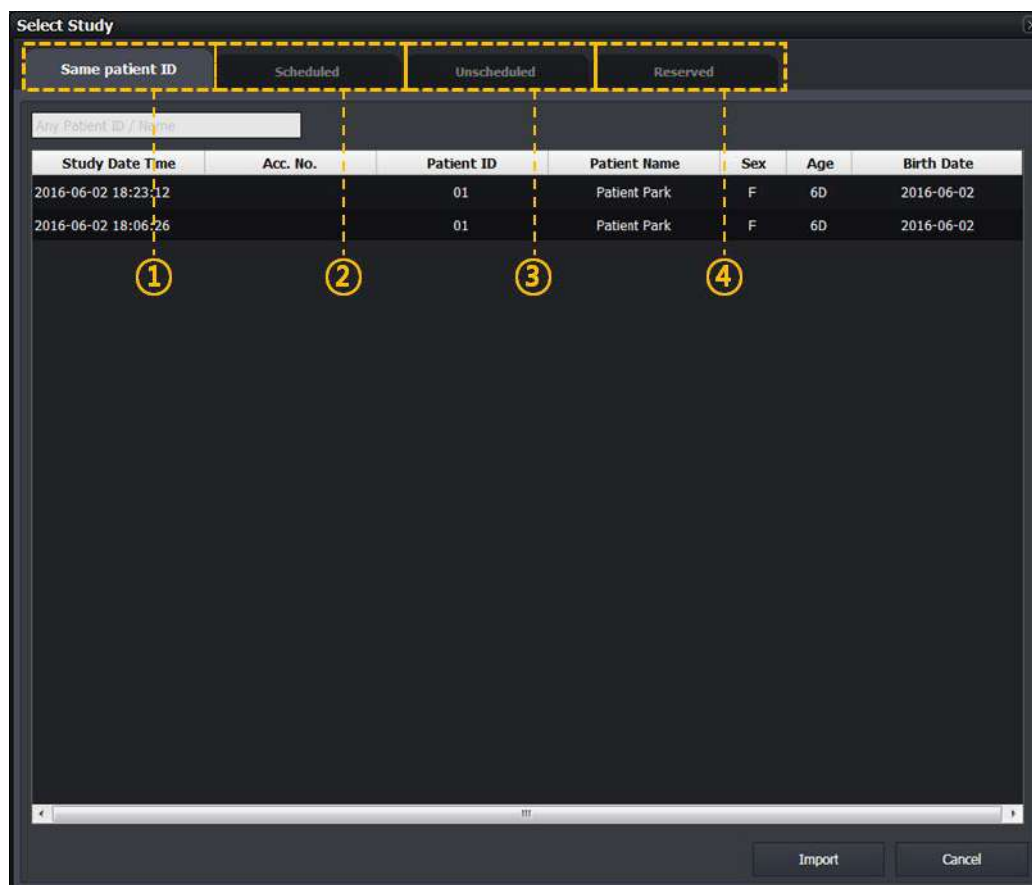 Select Study
Same patient ID Scheduled Unscheduled Reserved
Any Patient ID / Name
Study Date Time Acc. No. Patient ID Patient Name Sex Age Birth Date
2016-06-02 18:23:12 01 Patient Park F 6D 2016-06-02
2016-06-02 18:06:26 01 Patient Park F 6D 2016-06-02
① ② ③ ④
Import Cancel